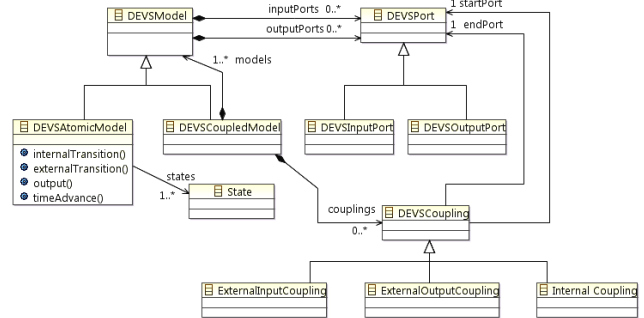 DEVSModel
inputPorts 0..*
DEVSPort
1 startPort
outputPorts 0..*
1 endPort
1..* models
DEVSAtomicModel
DEVSCoupledModel
DEVSInputPort
DEVSOutputPort
internalTransition()
externalTransition()
output()
timeAdvance()
states
1..*
State
couplings
0..*
DEVSCoupling
ExternalInputCoupling
ExternalOutputCoupling
Internal Coupling